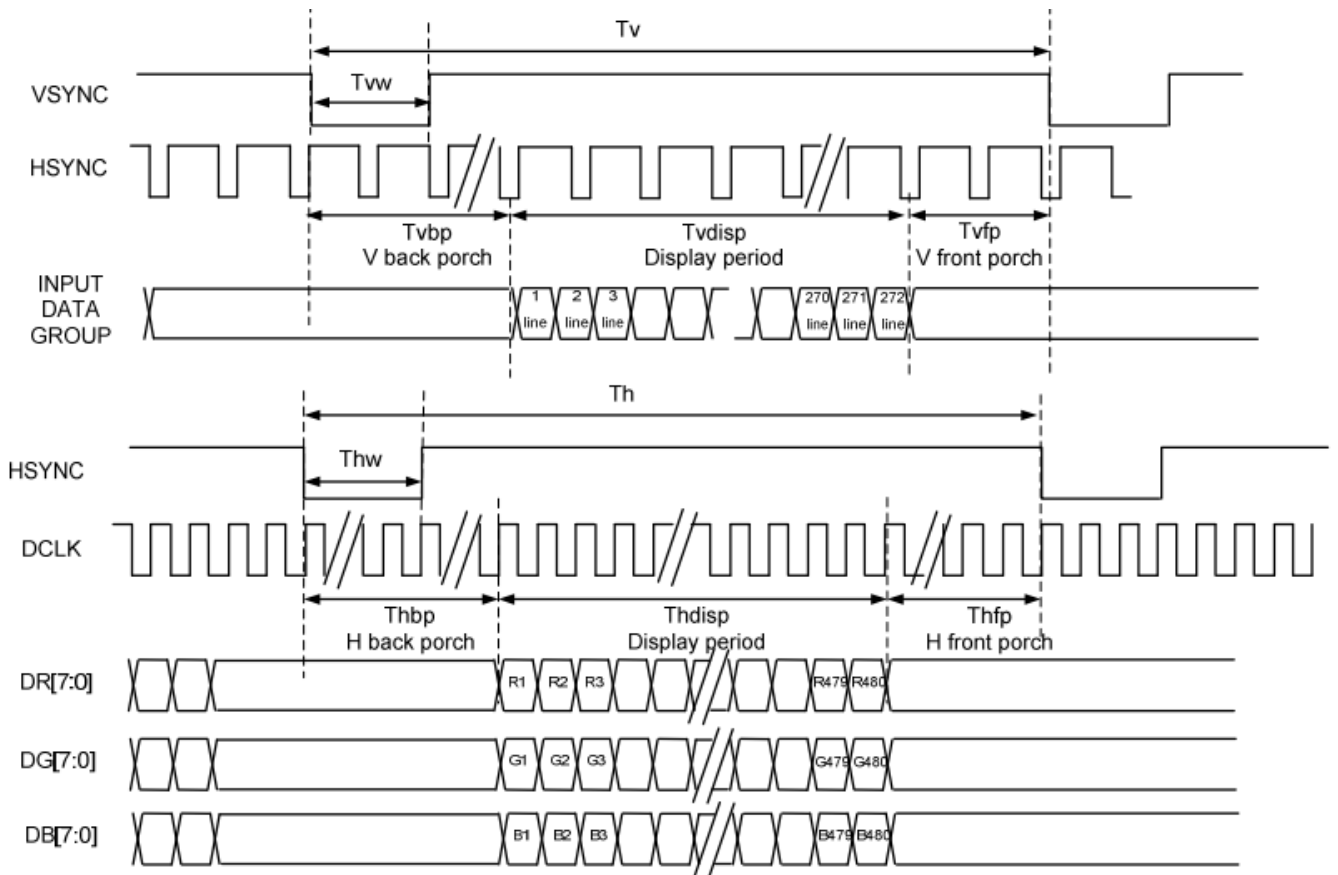 Tv
Tvw
VSYNC
HSYNC
Tvbp
V back porch
Tvdisp
Display period
Tvfp
V front porch
INPUT
DATA
GROUP
1
line
2
line
3
line
270
line
271
line
272
line
Th
Thw
HSYNC
DCLK
Thbp
H back porch
Thdisp
Display period
Thfp
H front porch
DR[7:0]
R1 R2 R3 R479 R480
DG[7:0]
G1 G2 G3 G479 G480
DB[7:0]
B1 B2 B3 B479 B480